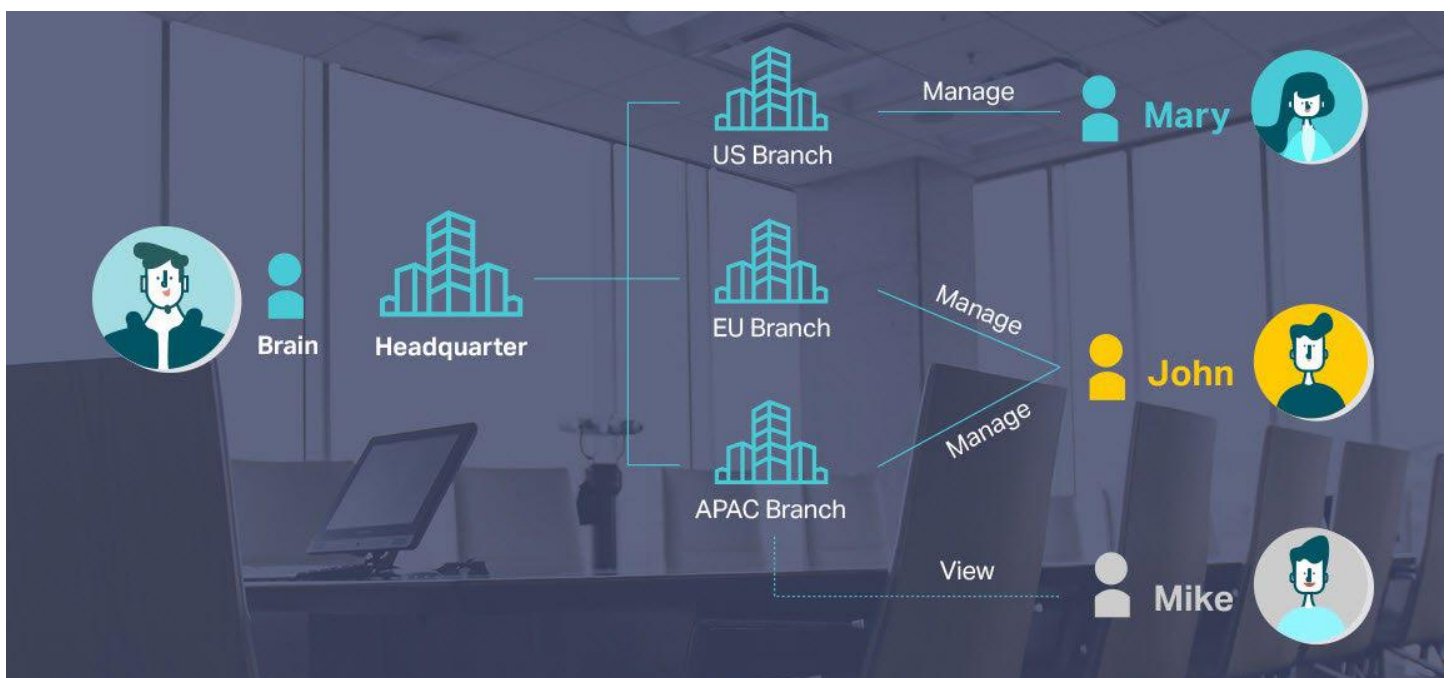 Manage
Mary
US Branch
Brain
Headquarter
EU Branch
Manage
John
Manage
APAC Branch
View
Mike